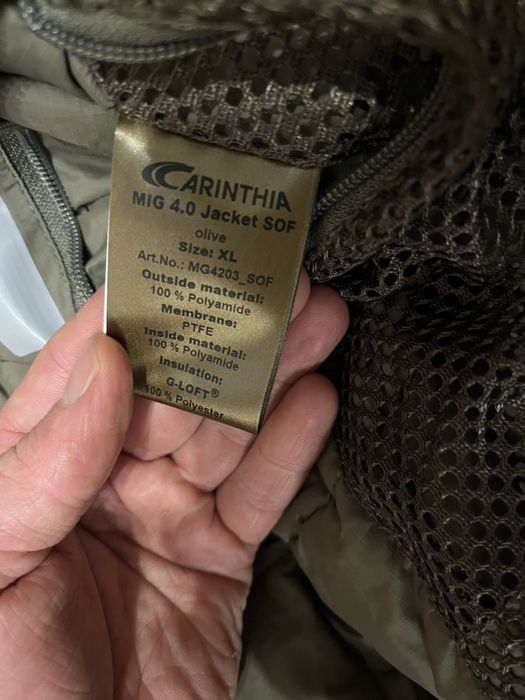 CARINTHIA
MIG 4.0 Jacket SOF
olive
Size: XL
Art.No.: MG4203_SOF
Outside material:
100 % Polyamide
Membrane:
PTFE
Inside material:
100 % Polyamide
Insulation:
G-LOFT®
100 % Polyester